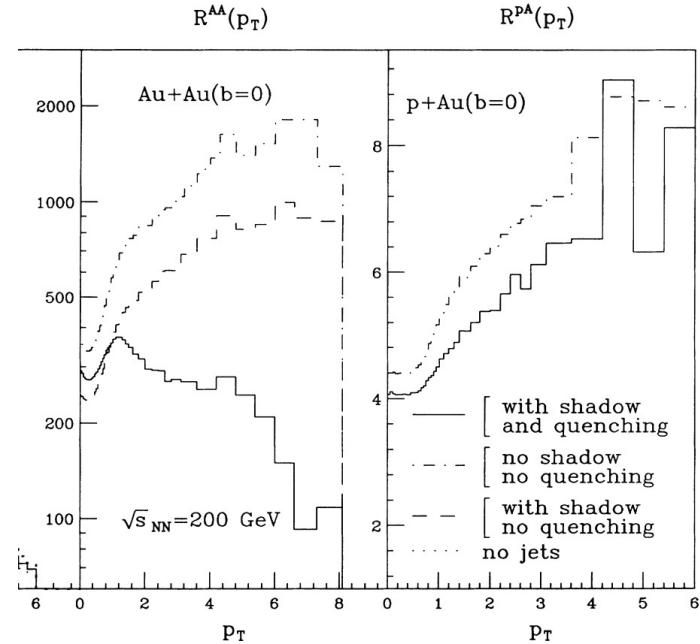 R^AA(p_T)
R^pA(p_T)
2000
1000
500
200
100
Au+Au(b=0)
√s_NN=200 GeV
p+Au(b=0)
8
6
4
2
with shadow
and quenching
no shadow
no quenching
with shadow
no quenching
no jets
6 0 2 4 6 8 0 1 2 3 4 5 6
p_T
p_T